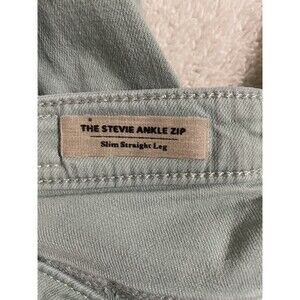 THE STEVIE ANKLE ZIP
Slim Straight Leg